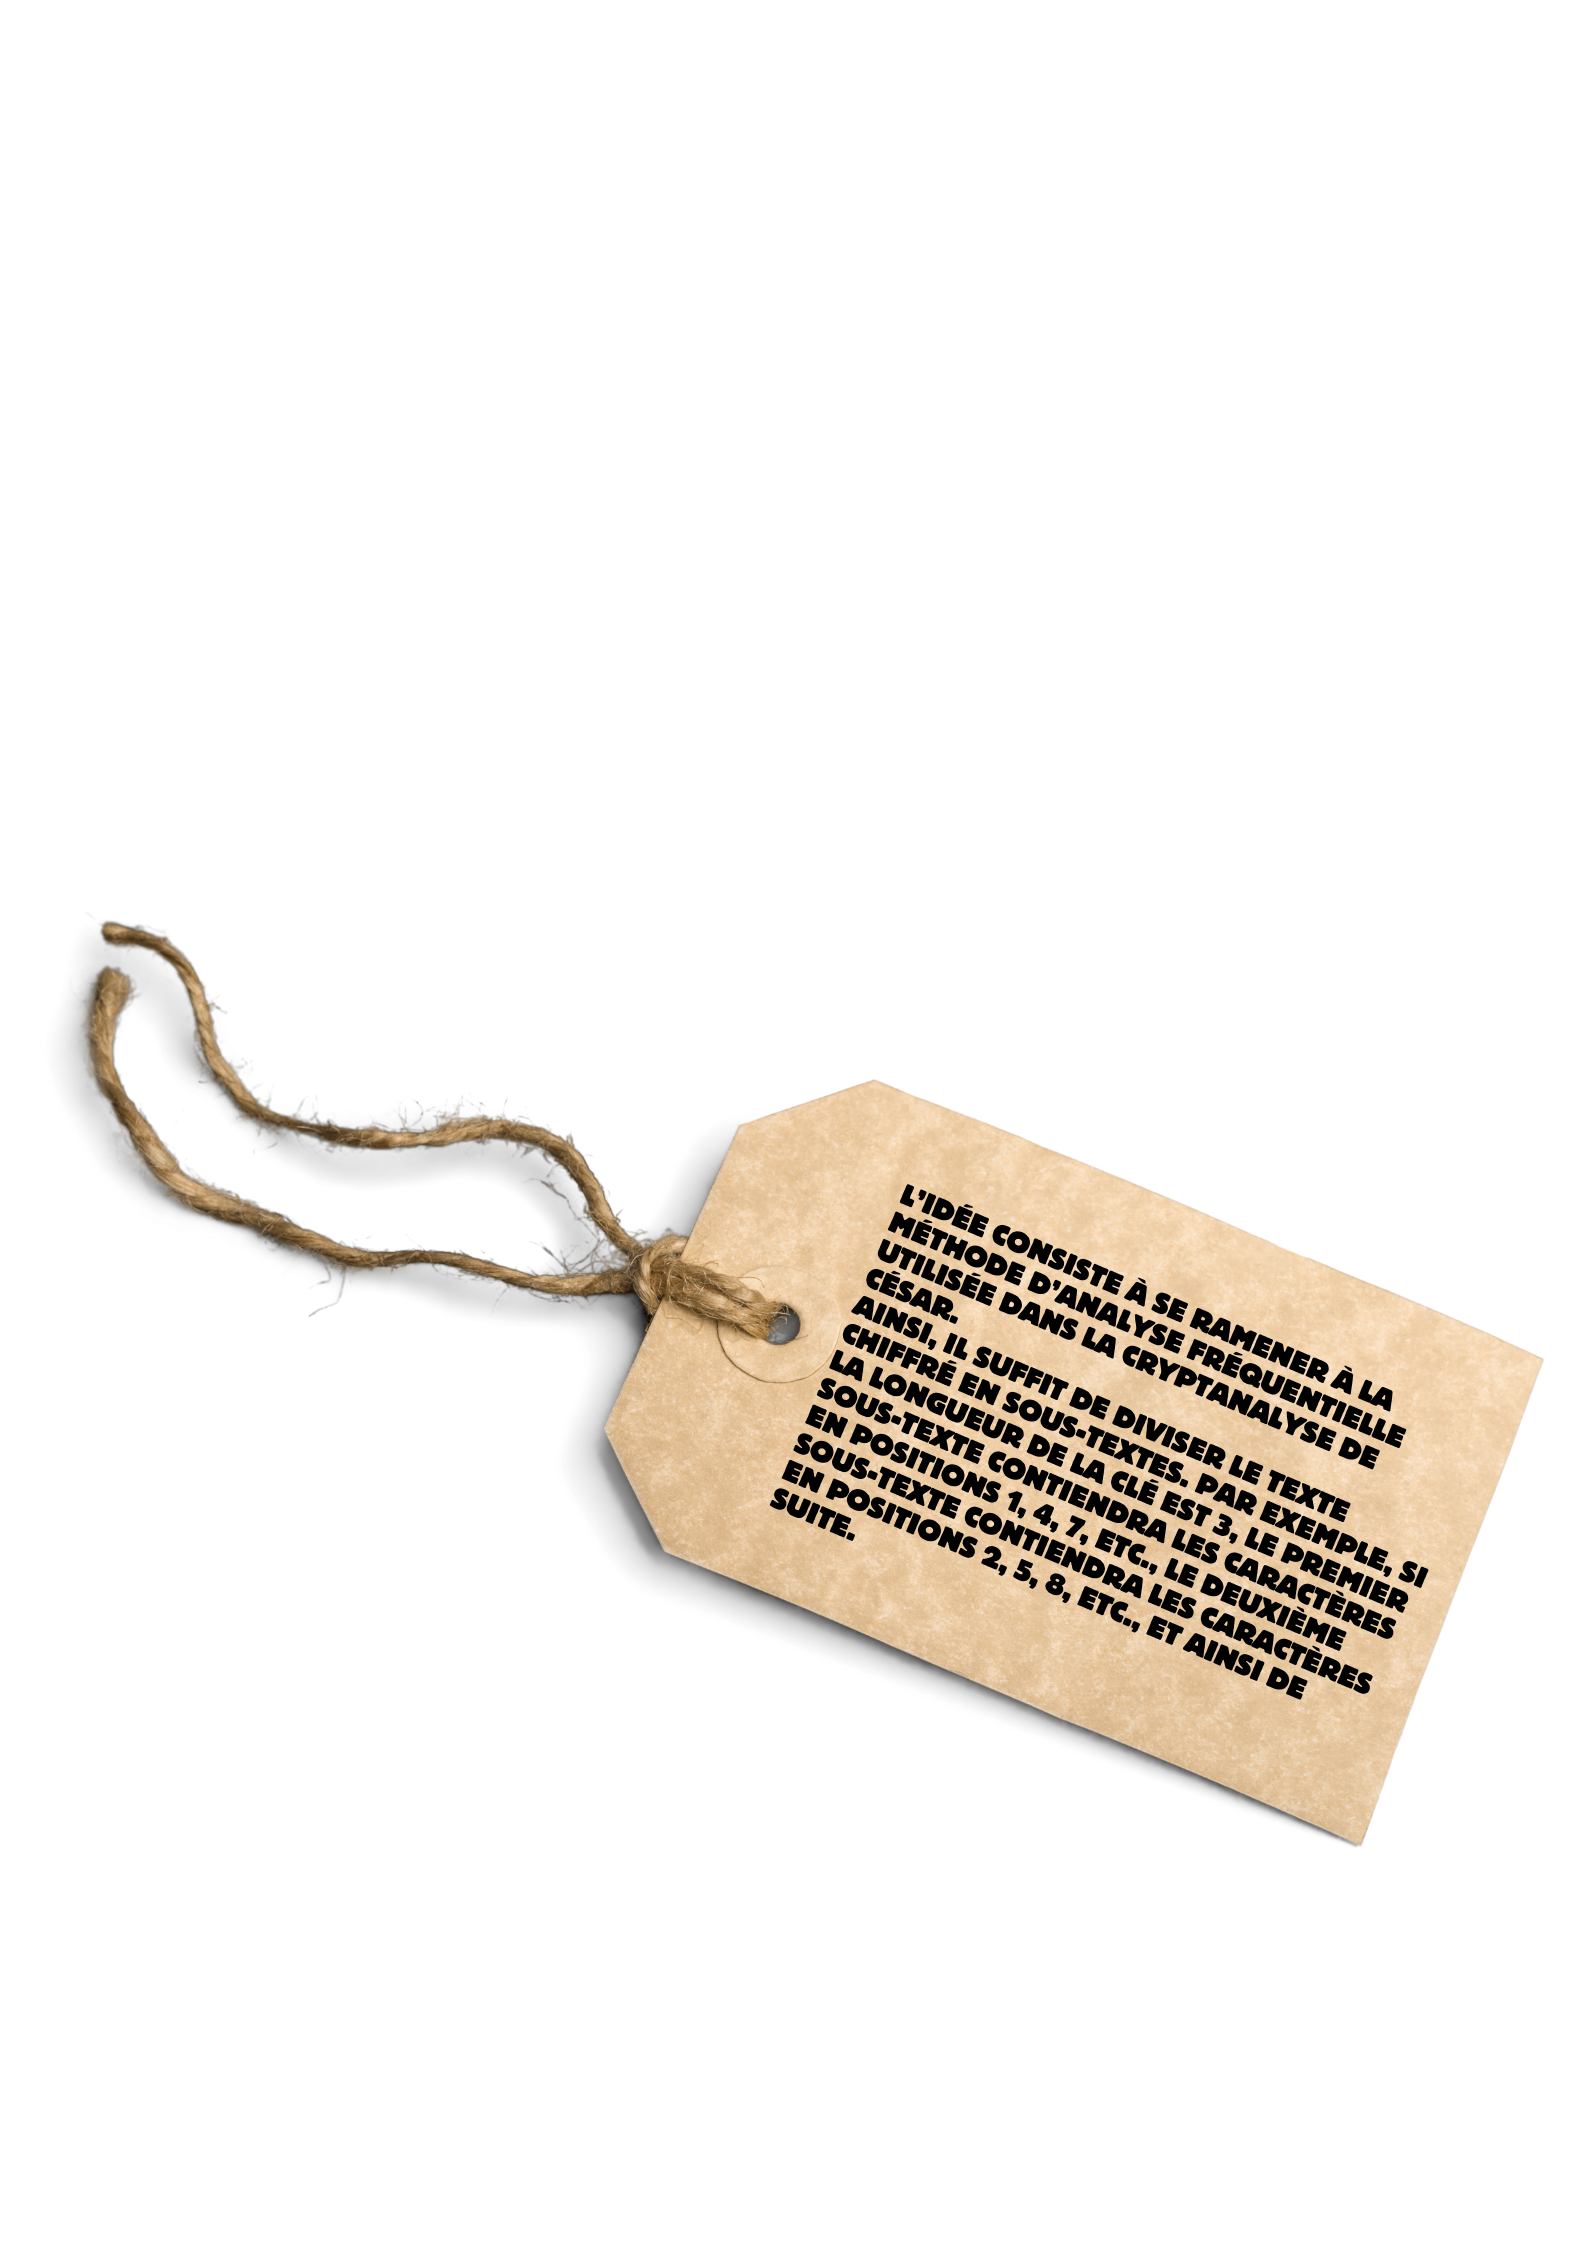 L'IDÉE CONSISTE À SE RAMENER À LA
MÉTHODE D'ANALYSE FRÉQUENTIELLE
UTILISÉE DANS LA CRYPTANALYSE DE
CÉSAR.
AINSI, IL SUFFIT DE DIVISER LE TEXTE
CHIFFRÉ EN SOUS-TEXTES. PAR EXEMPLE, SI
LA LONGUEUR DE LA CLÉ EST 3, LE PREMIER
SOUS-TEXTE CONTIENDRA LES CARACTÈRES
EN POSITIONS 1, 4, 7, ETC., LE DEUXIÈME
SOUS-TEXTE CONTIENDRA LES CARACTÈRES
EN POSITIONS 2, 5, 8, ETC., ET AINSI DE
SUITE.